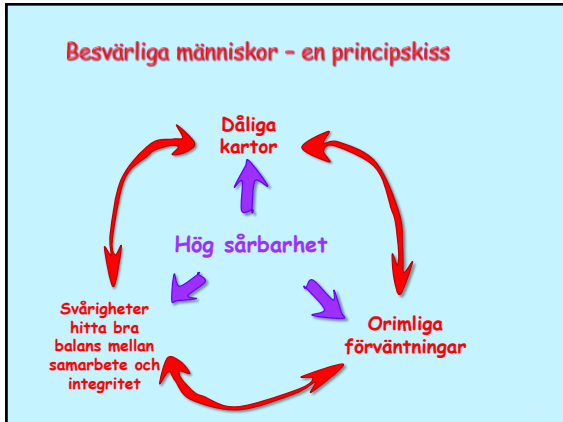 Besvärliga människor – en principskiss
Dåliga
kartor
Hög sårbarhet
Svårigheter
hitta bra
balans mellan
samarbete och
integritet
Orimliga
förväntningar